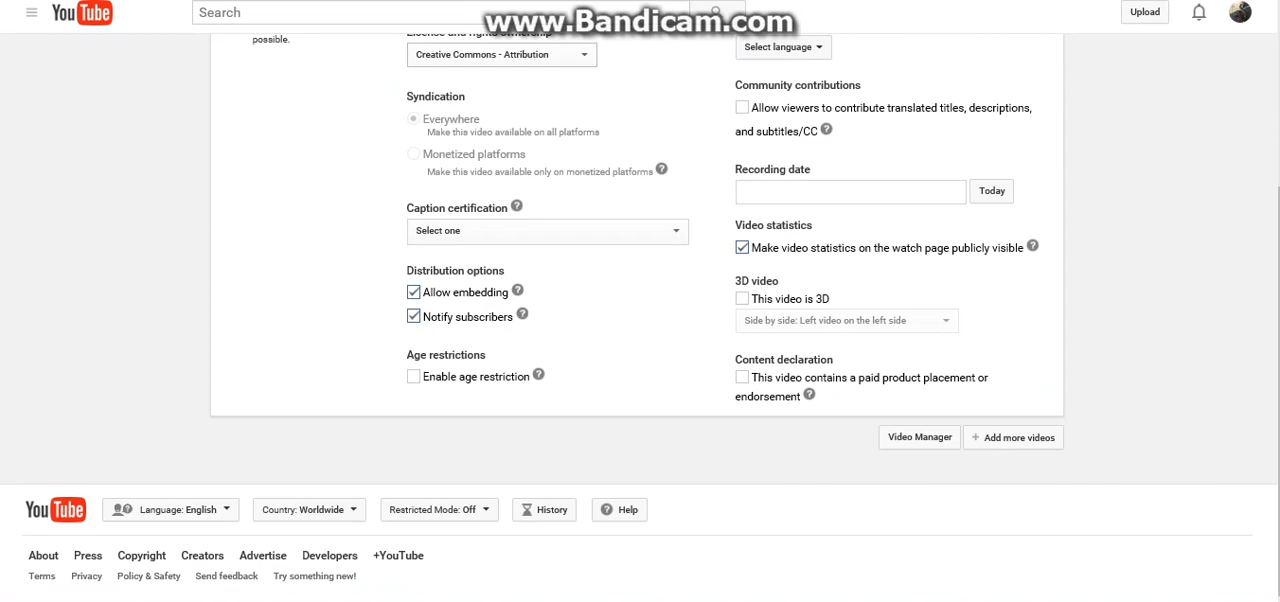 YouTube
Search
www.Bandicam.com
Upload
possible.
License and rights ownership
Creative Commons - Attribution
Syndication
Everywhere
Make this video available on all platforms
Monetized platforms
Make this video available only on monetized platforms ?
Caption certification ?
Select one
Distribution options
Allow embedding ?
Notify subscribers ?
Age restrictions
Enable age restriction ?
Select language
Community contributions
Allow viewers to contribute translated titles, descriptions,
and subtitles/CC ?
Recording date
Today
Video statistics
Make video statistics on the watch page publicly visible ?
3D video
This video is 3D
Side by side: Left video on the left side
Content declaration
This video contains a paid product placement or
endorsement ?
Video Manager
+ Add more videos
YouTube
Language: English
Country: Worldwide
Restricted Mode: Off
History
? Help
About Press Copyright Creators Advertise Developers +YouTube
Terms Privacy Policy & Safety Send feedback Try something new!